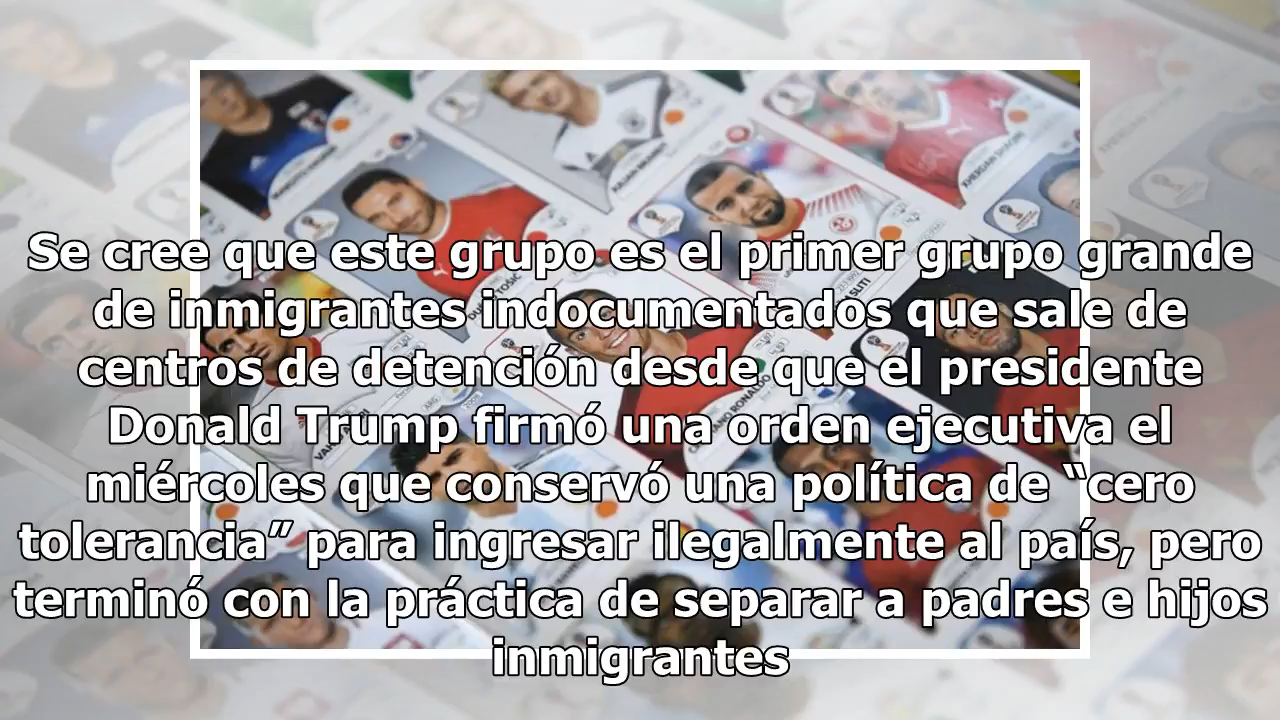 Se cree que este grupo es el primer grupo grande
de inmigrantes indocumentados que sale de
centros de detención desde que el presidente
Donald Trump firmó una orden ejecutiva el
miércoles que conservó una política de “cero
tolerancia” para ingresar ilegalmente al país, pero
terminó con la práctica de separar a padres e hijos
inmigrantes